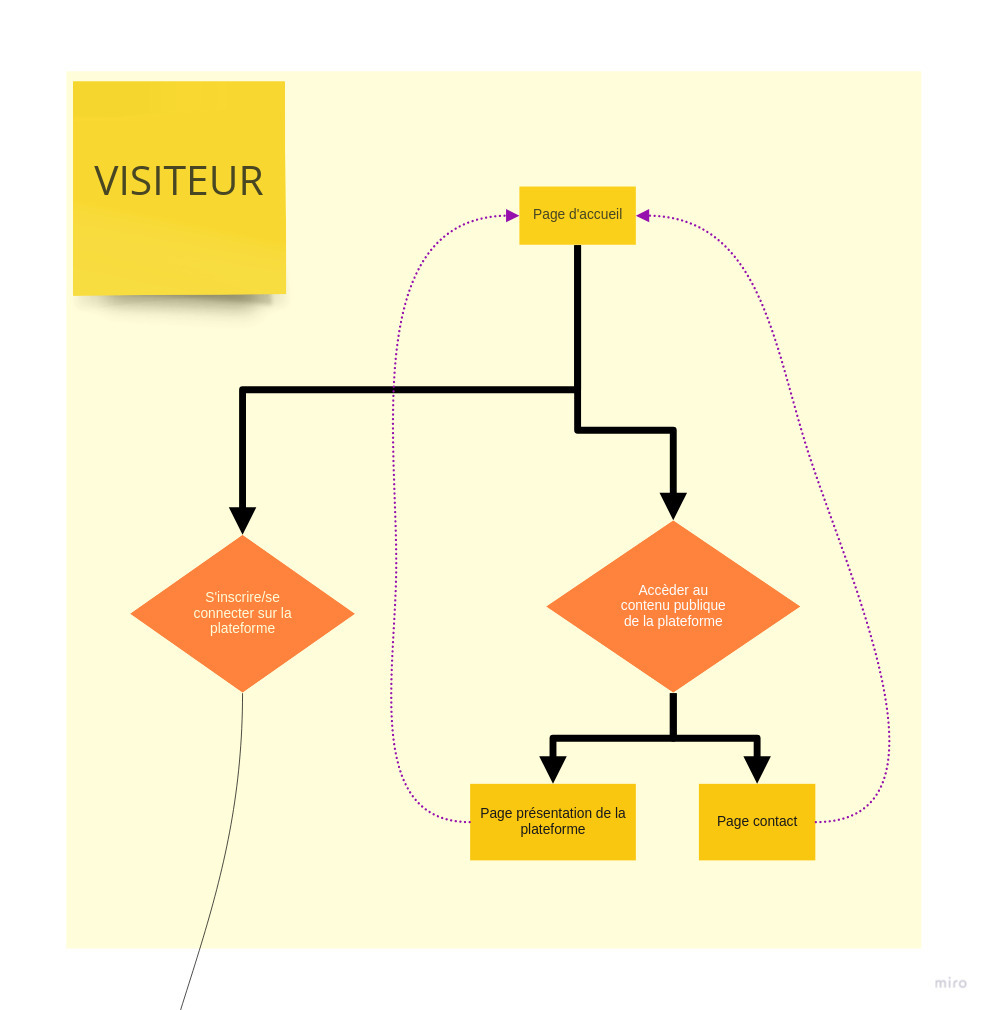 VISITEUR
Page d'accueil
S'inscrire/se
connecter sur la
plateforme
Accèder au
contenu publique
de la plateforme
Page présentation de la
plateforme
Page contact
miro